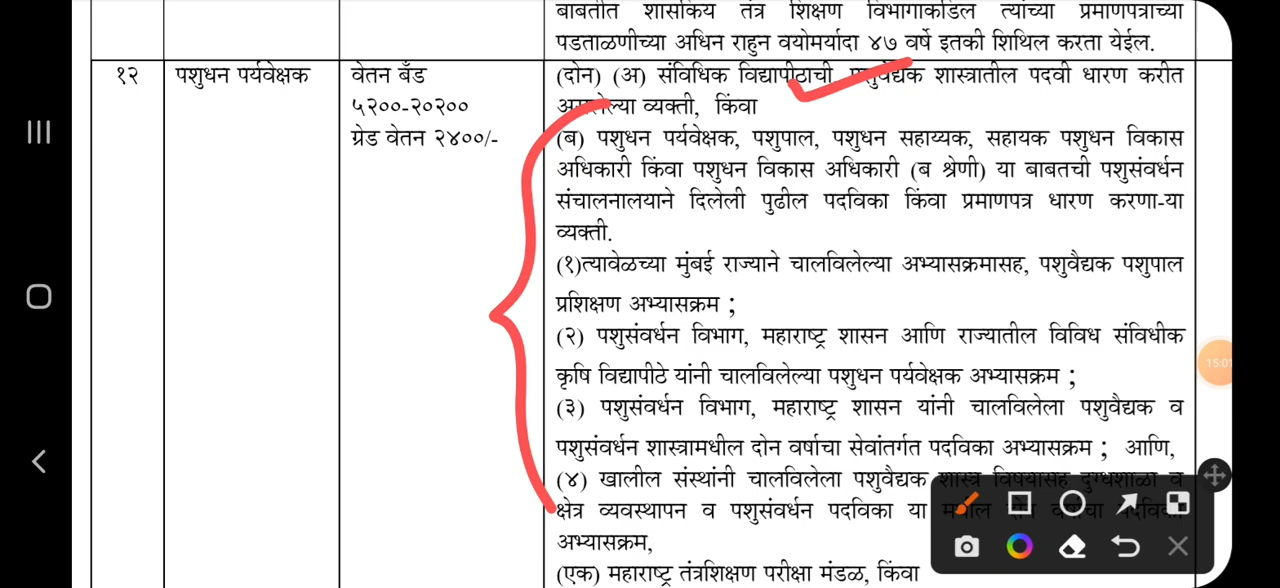 बाबतीत शासकिय तंत्र शिक्षण विभागाकडिल त्यांच्या प्रमाणपत्राच्या
पडताळणीच्या अधिन राहुन वयोमर्यादा ४७ वर्षे इतकी शिथिल करता येईल.
१२ पशुधन पर्यवेक्षक वेतन बँड (दोन) (अ) संविधिक विद्यापीठाची पशुवैद्यक शास्त्रातील पदवी धारण करीत
५२००-२०२०० असलेल्या व्यक्ती, किंवा
ग्रेड वेतन २४००/- (ब) पशुधन पर्यवेक्षक, पशुपाल, पशुधन सहाय्यक, सहायक पशुधन विकास
अधिकारी किंवा पशुधन विकास अधिकारी (ब श्रेणी) या बाबतची पशुसंवर्धन
संचालनालयाने दिलेली पुढील पदविका किंवा प्रमाणपत्र धारण करणा-या
व्यक्ती.
(१)त्यावेळच्या मुंबई राज्याने चालविलेल्या अभ्यासक्रमासह, पशुवैद्यक पशुपाल
प्रशिक्षण अभ्यासक्रम ;
(२) पशुसंवर्धन विभाग, महाराष्ट्र शासन आणि राज्यातील विविध संविधीक
कृषि विद्यापीठे यांनी चालविलेल्या पशुधन पर्यवेक्षक अभ्यासक्रम ;
(३) पशुसंवर्धन विभाग, महाराष्ट्र शासन यांनी चालविलेला पशुवैद्यक व
पशुसंवर्धन शास्त्रामधील दोन वर्षाचा सेवांतर्गत पदविका अभ्यासक्रम ; आणि,
(४) खालील संस्थांनी चालविलेला पशुवैद्यक शास्त्र विषयासह दुग्धशाळा व
क्षेत्र व्यवस्थापन व पशुसंवर्धन पदविका या
अभ्यासक्रम,
(एक) महाराष्ट्र तंत्रशिक्षण परीक्षा मंडळ, किंवा
15:01